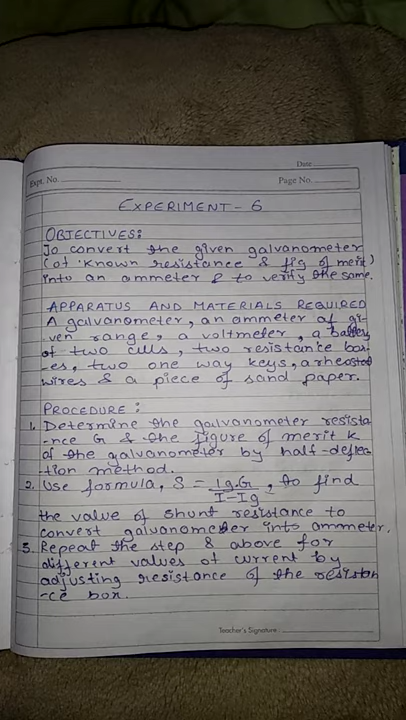 Date
Expt. No.
Page No.
EXPERIMENT - 6
OBJECTIVES:
To convert the given galvanometer
(of known resistance & fig of merit)
into an ammeter & to verify the same.
APPARATUS AND MATERIALS REQUIRED
A galvanometer, an ammeter of gi-
ven range, a voltmeter, a battery
of two cells, two resistance box-
-es, two one way keys, a rheostat
wires & a piece of sand paper.
PROCEDURE:
1. Determine the galvanometer resista
-nce G & the figure of merit k
of the galvanometer by half-deflec
-tion method.
2. Use formula, S = Ig.G / I-Ig, to find
the value of shunt resistance to
convert galvanometer into ammeter.
3. Repeat the step & above for
different values of current by
adjusting resistance of the resistan
-ce box.
Teacher's Signature